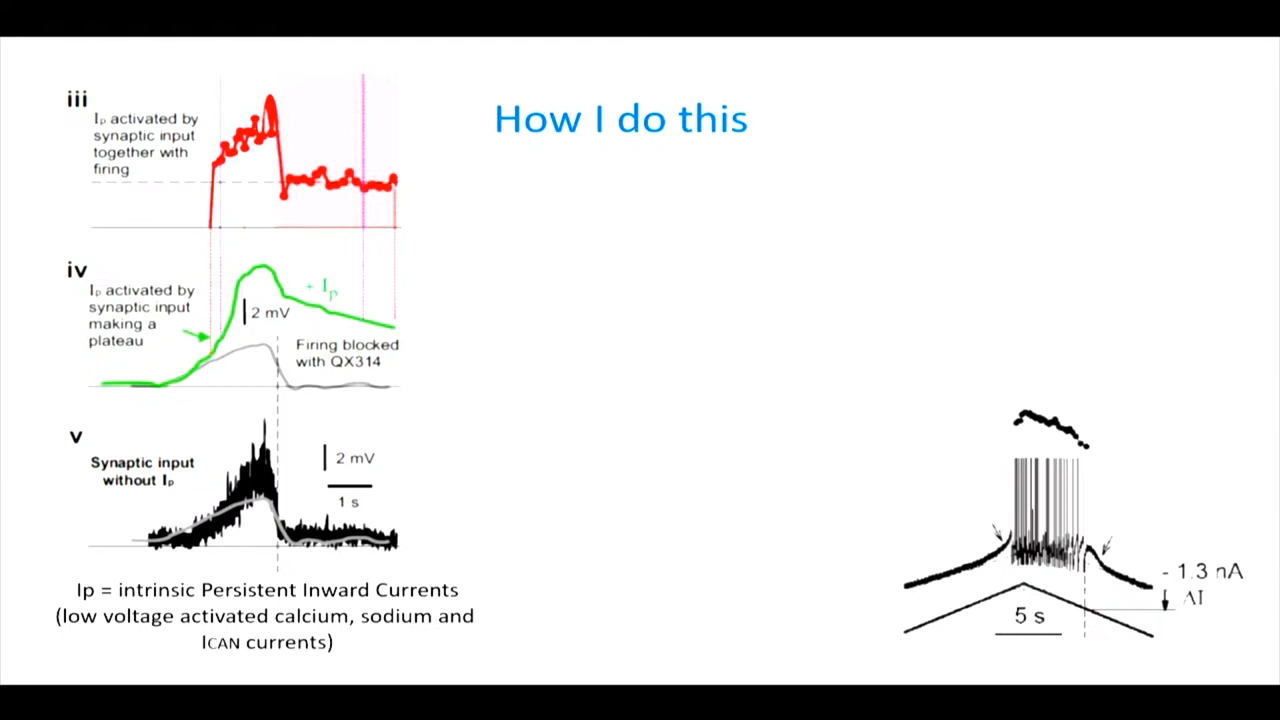 How I do this
iii
Iₚ activated by
synaptic input
together with
firing
iv
Iₚ activated by
synaptic input
making a
plateau
+ Iₚ
2 mV
Firing blocked
with QX314
v
Synaptic input
without Iₚ
2 mV
1 s
Ip = intrinsic Persistent Inward Currents
(low voltage activated calcium, sodium and
ICAN currents)
- 1.3 nA
ΔI
5 s